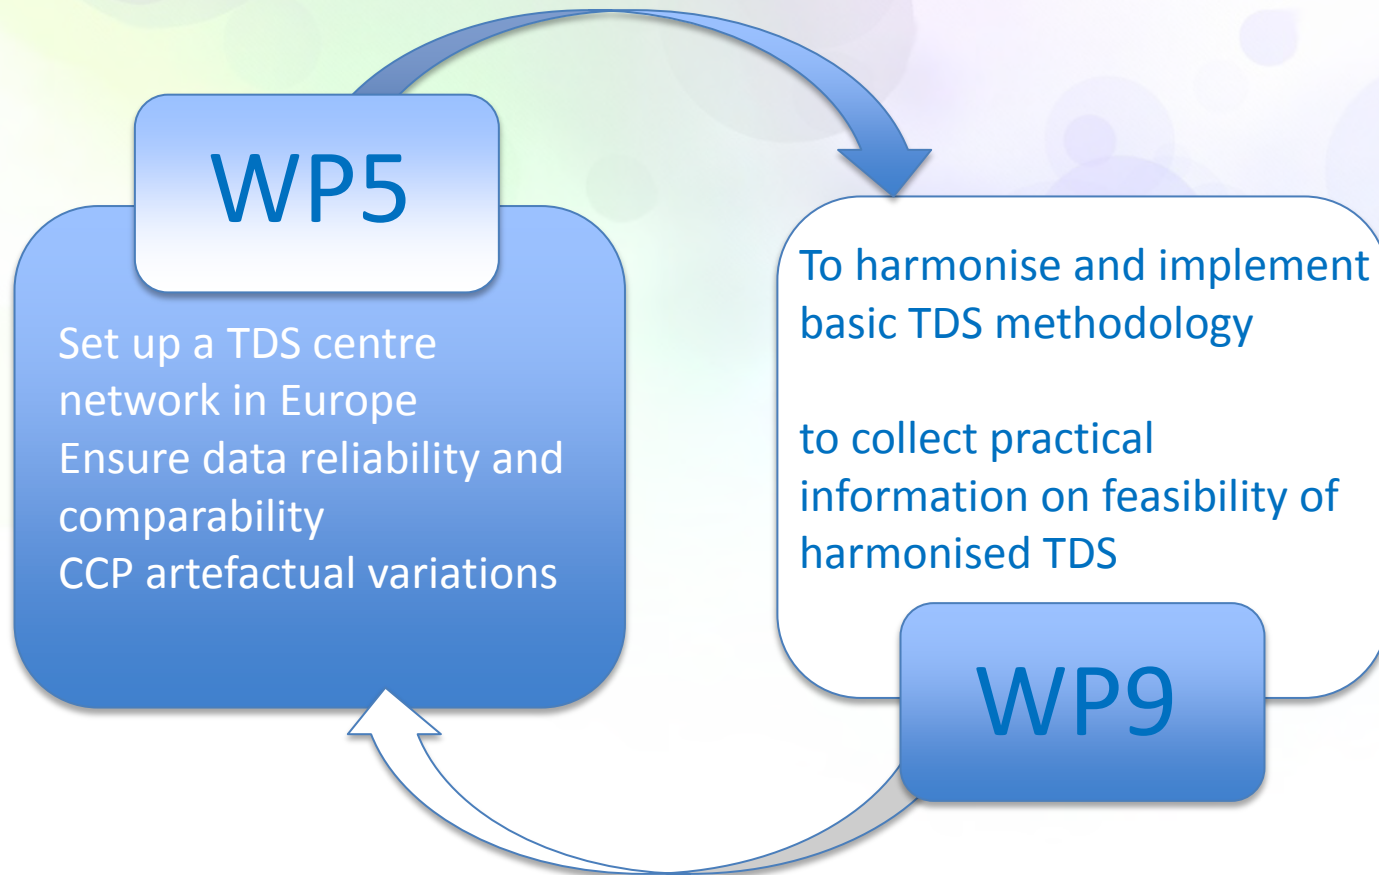 WP5
Set up a TDS centre
network in Europe
Ensure data reliability and
comparability
CCP artefactual variations
To harmonise and implement
basic TDS methodology
to collect practical
information on feasibility of
harmonised TDS
WP9